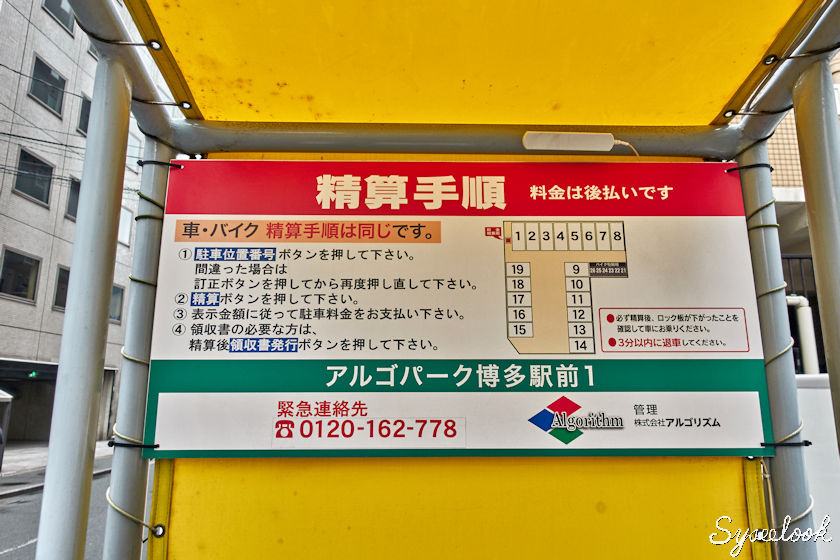 精算手順 料金は後払いです
車・バイク 精算手順は同じです。
① 駐車位置番号ボタンを押して下さい。
間違った場合は
訂正ボタンを押してから再度押し直して下さい。
② 精算ボタンを押して下さい。
③ 表示金額に従って駐車料金をお支払い下さい。
④ 領収書の必要な方は、
精算後領収書発行ボタンを押して下さい。
1 2 3 4 5 6 7 8
19 9
26 25 24 23 22 21
18 10
17 11
16 12
15 13
14
●必ず精算後、ロック板が下がったことを
確認して車にお乗りください。
●3分以内に退車してください。
アルゴパーク博多駅前1
緊急連絡先
☎0120-162-778
Algorithm
管理
株式会社アルゴリズム